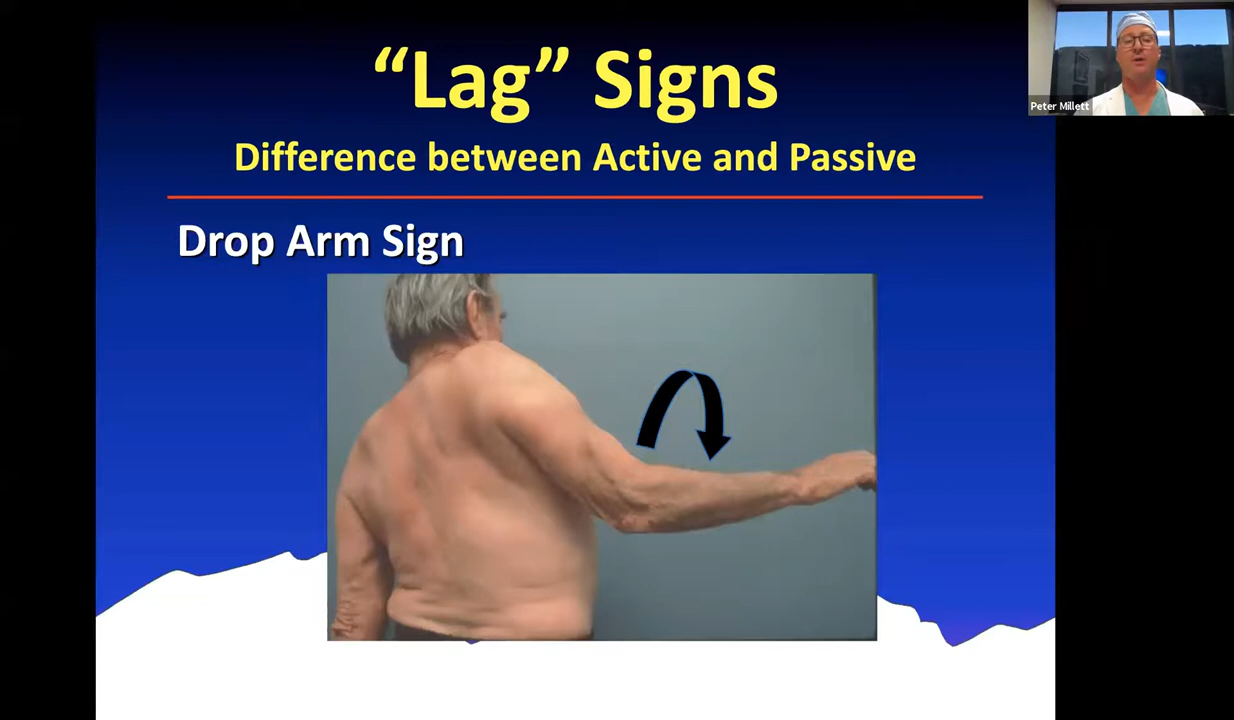 “Lag” Signs
Difference between Active and Passive
Drop Arm Sign
Peter Millett